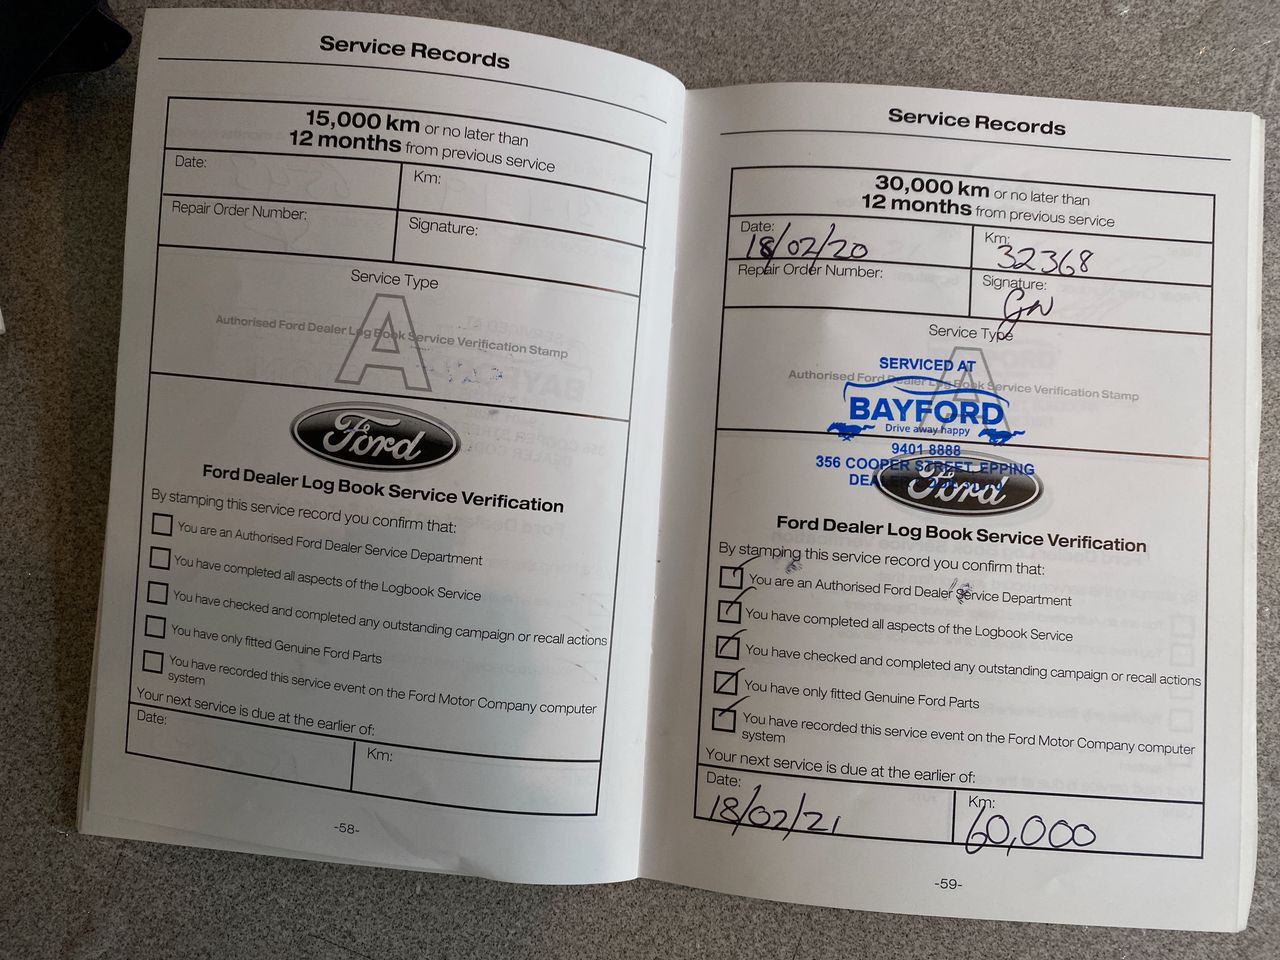 Service Records
15,000 km or no later than
12 months from previous service
Date:
Km:
Repair Order Number:
Signature:
Service Type
A
Authorised Ford Dealer Log Book Service Verification Stamp
Ford
Ford Dealer Log Book Service Verification
By stamping this service record you confirm that:
You are an Authorised Ford Dealer Service Department
You have completed all aspects of the Logbook Service
You have checked and completed any outstanding campaign or recall actions
You have only fitted Genuine Ford Parts
You have recorded this service event on the Ford Motor Company computer
system
Your next service is due at the earlier of:
Date:
Km:
-58-
Service Records
30,000 km or no later than
12 months from previous service
Date:
18/02/20
Km:
32368
Repair Order Number:
Signature:
GN
Service Type
A
Authorised Ford Dealer Log Book Service Verification Stamp
SERVICED AT
BAYFORD
Drive away happy
9401 8888
356 COOPER STREET, EPPING
Ford
Ford Dealer Log Book Service Verification
By stamping this service record you confirm that:
You are an Authorised Ford Dealer Service Department
You have completed all aspects of the Logbook Service
You have checked and completed any outstanding campaign or recall actions
You have only fitted Genuine Ford Parts
You have recorded this service event on the Ford Motor Company computer
system
Your next service is due at the earlier of:
Date:
18/02/21
Km:
60,000
-59-